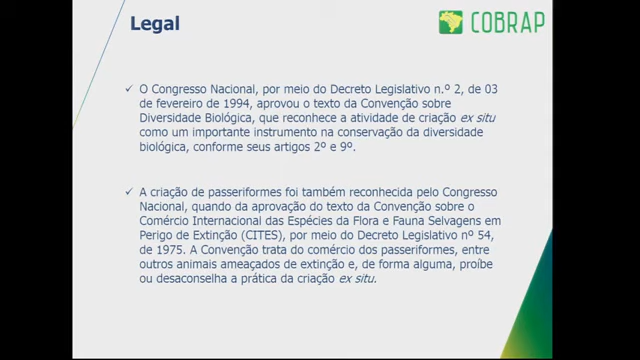 Legal
COBRAP
✓ O Congresso Nacional, por meio do Decreto Legislativo n.º 2, de 03
de fevereiro de 1994, aprovou o texto da Convenção sobre
Diversidade Biológica, que reconhece a atividade de criação ex situ
como um importante instrumento na conservação da diversidade
biológica, conforme seus artigos 2º e 9º.
✓ A criação de passeriformes foi também reconhecida pelo Congresso
Nacional, quando da aprovação do texto da Convenção sobre o
Comércio Internacional das Espécies da Flora e Fauna Selvagens em
Perigo de Extinção (CITES), por meio do Decreto Legislativo nº 54,
de 1975. A Convenção trata do comércio dos passeriformes, entre
outros animais ameaçados de extinção e, de forma alguma, proíbe
ou desaconselha a prática da criação ex situ.